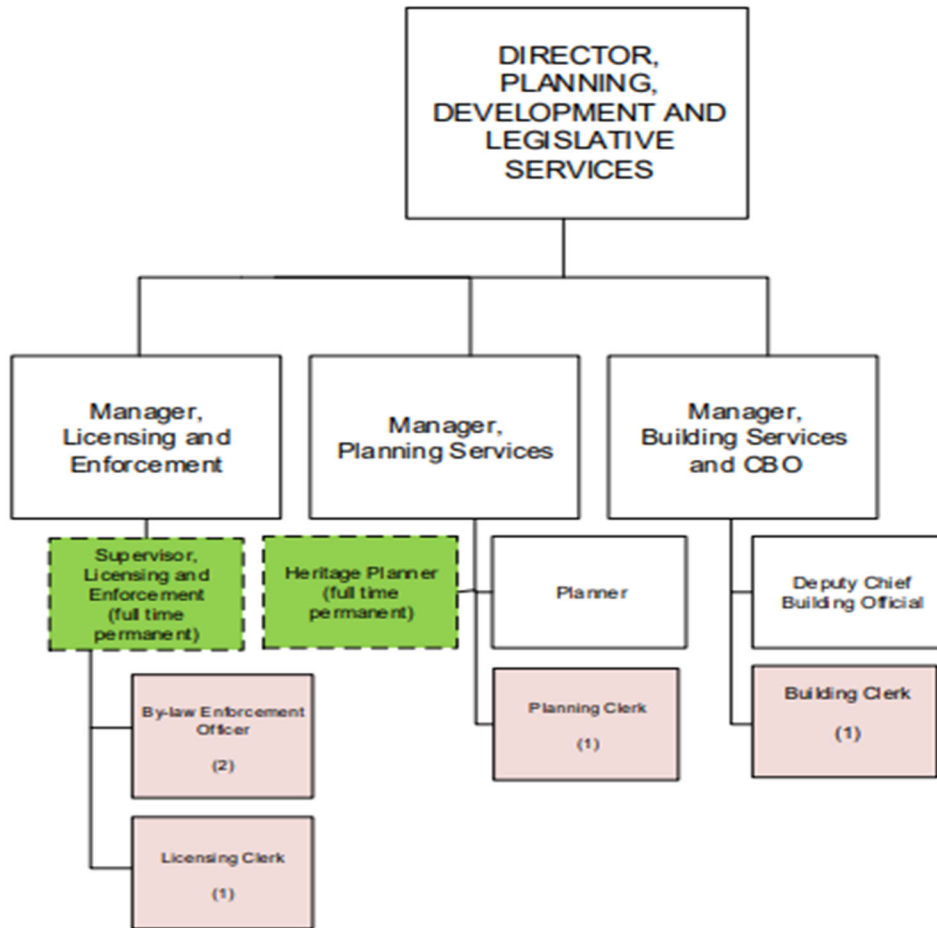 DIRECTOR,
PLANNING,
DEVELOPMENT AND
LEGISLATIVE
SERVICES
Manager,
Licensing and
Enforcement
Manager,
Planning Services
Manager,
Building Services
and CBO
Supervisor,
Licensing and
Enforcement
(full time
permanent)
Heritage Planner
(full time
permanent)
Planner
Deputy Chief
Building Official
By-law Enforcement
Officer
(2)
Planning Clerk
(1)
Building Clerk
(1)
Licensing Clerk
(1)